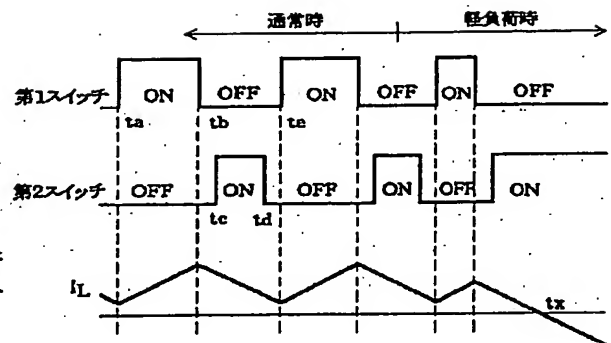 通常時 軽負荷時
第1スイッチ ON OFF ON OFF ON OFF
ta tb te
第2スイッチ OFF ON OFF ON OFF ON
tc td
IL tx